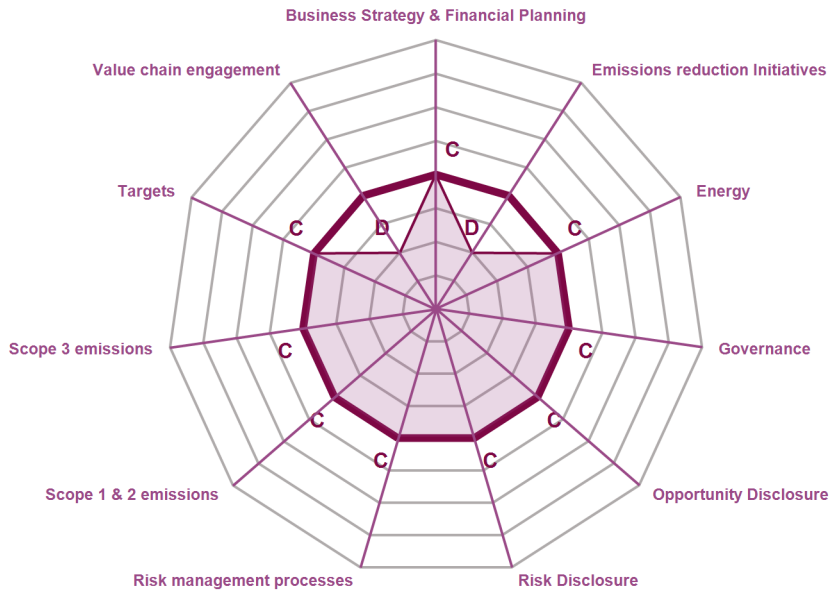 Business Strategy & Financial Planning
Value chain engagement
Emissions reduction Initiatives
C
Targets
Energy
C
D
D
C
Scope 3 emissions
C
C
Governance
C
C
C
C
Scope 1 & 2 emissions
Opportunity Disclosure
Risk management processes
Risk Disclosure